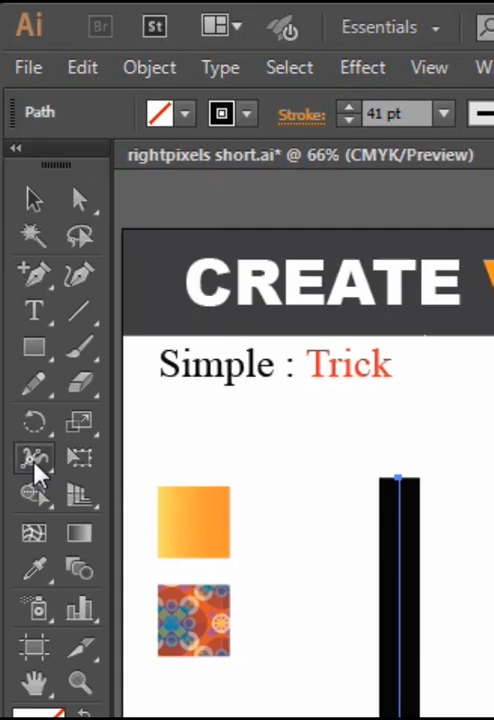 Ai Br St Essentials
File Edit Object Type Select Effect View W
Path Stroke: 41 pt
rightpixels short.ai* @ 66% (CMYK/Preview)
CREATE
Simple : Trick
T